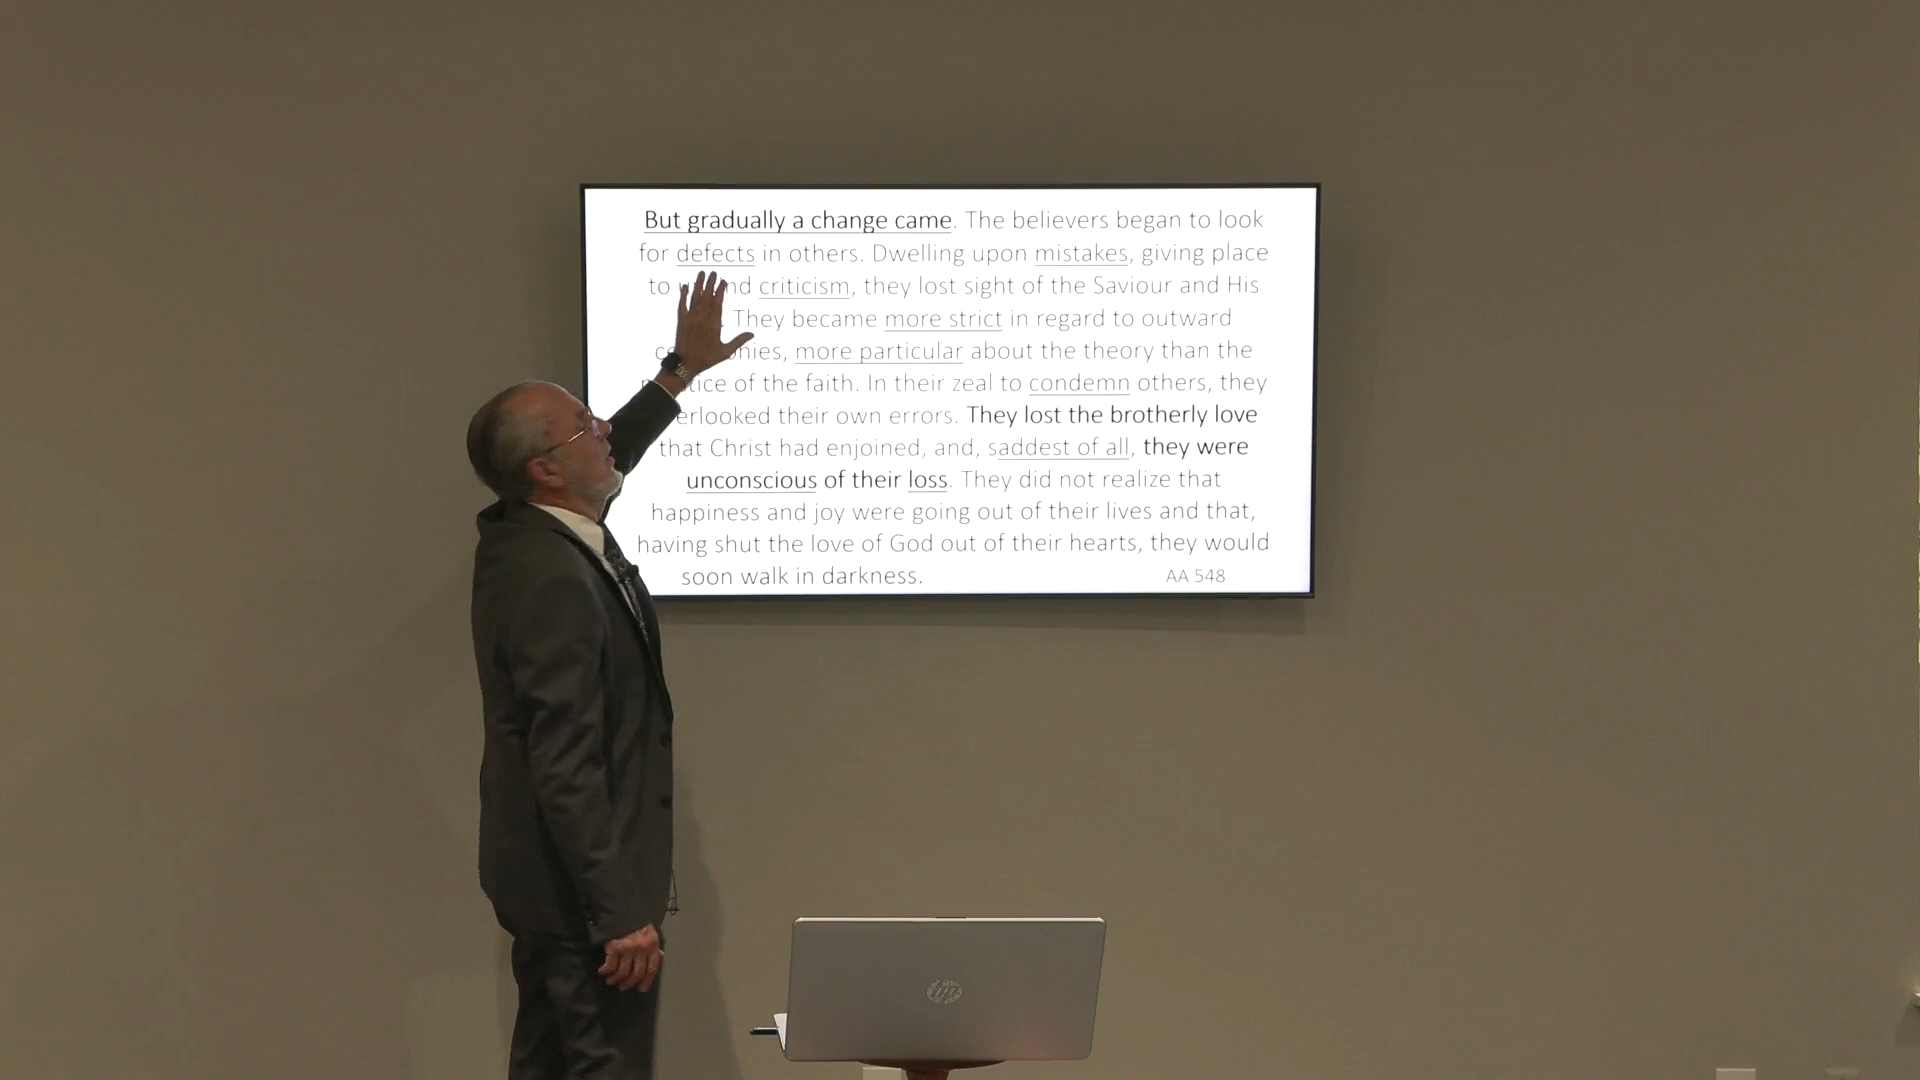 But gradually a change came. The believers began to look
for defects in others. Dwelling upon mistakes, giving place
to criticism, they lost sight of the Saviour and His
They became more strict in regard to outward
more particular about the theory than the
of the faith. In their zeal to condemn others, they
their own errors. They lost the brotherly love
that Christ had enjoined, and, saddest of all, they were
unconscious of their loss. They did not realize that
happiness and joy were going out of their lives and that,
having shut the love of God out of their hearts, they would
soon walk in darkness. AA 548
hp